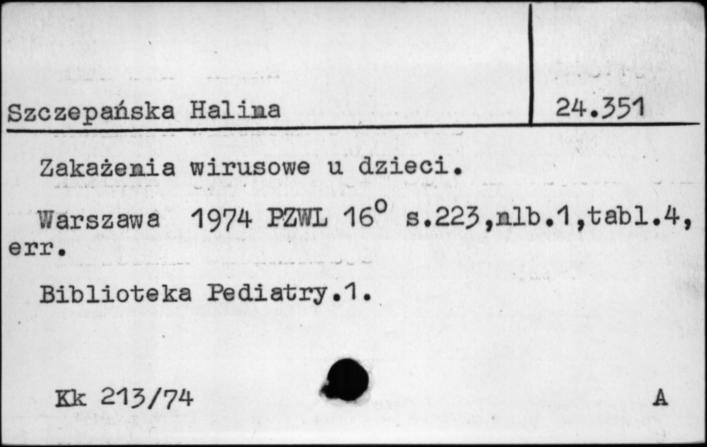 Szczepańska Halina 24.351
Zakażenia wirusowe u dzieci.
Warszawa 1974 PZWL 16° s.223,nlb.1,tabl.4,
err.
Biblioteka Pediatry.1.
Kk 213/74 A